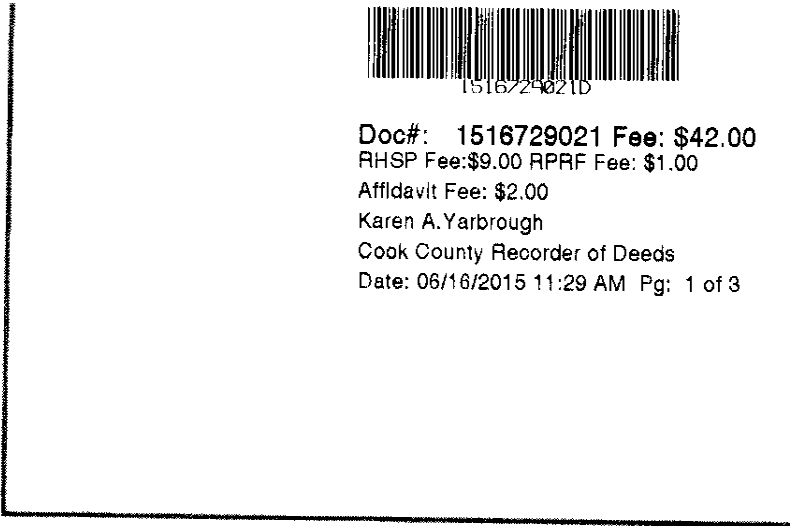 1516729021D
Doc#: 1516729021 Fee: $42.00
RHSP Fee:$9.00 RPRF Fee: $1.00
Affidavit Fee: $2.00
Karen A.Yarbrough
Cook County Recorder of Deeds
Date: 06/16/2015 11:29 AM Pg: 1 of 3